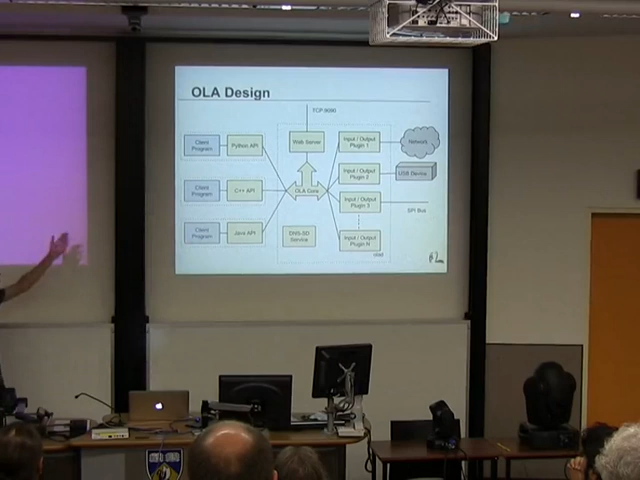 OLA Design
TCP:9090
Client
Program
Python API
Web Server
Input / Output
Plugin 1
Network
Client
Program
C++ API
OLA Core
Input / Output
Plugin 2
USB Device
Input / Output
Plugin 3
SPI Bus
Client
Program
Java API
DNS-SD
Service
Input / Output
Plugin N
olad